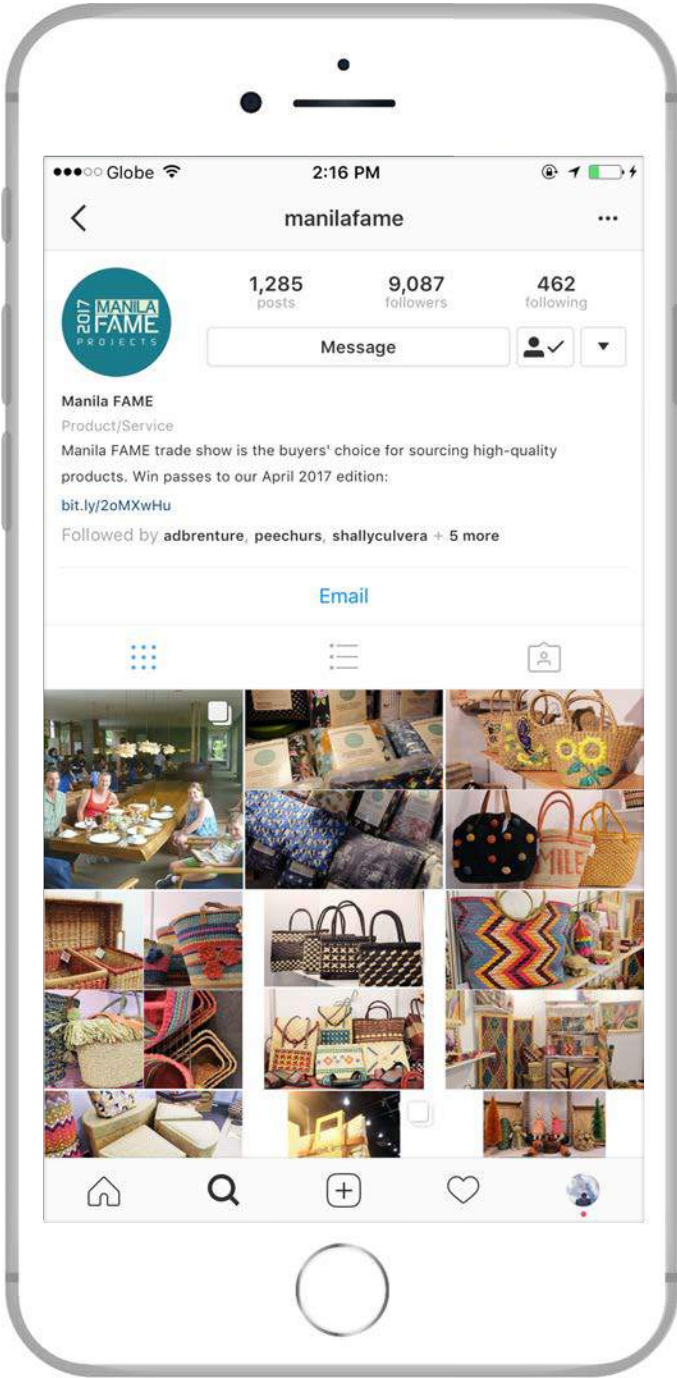 Globe
2:16 PM
manilafame
2017 MANILA
FAME
PROJECTS
1,285
posts
9,087
followers
462
following
Message
Manila FAME
Product/Service
Manila FAME trade show is the buyers' choice for sourcing high-quality
products. Win passes to our April 2017 edition:
bit.ly/2oMXwHu
Followed by adbrenture, peechurs, shallyculvera + 5 more
Email